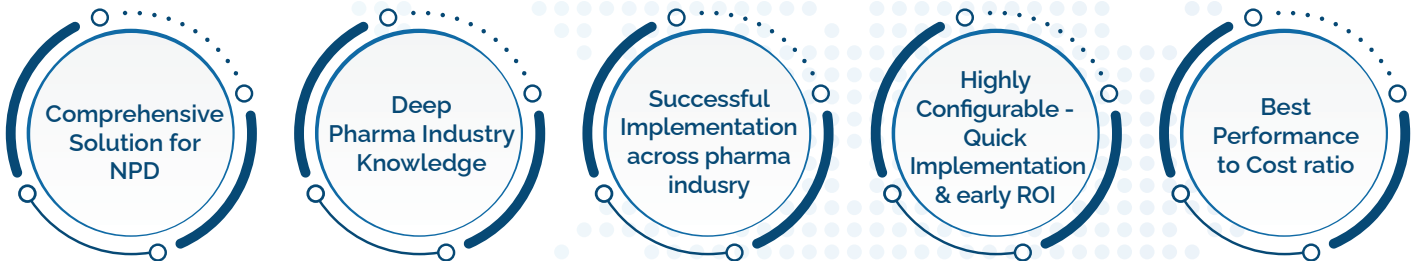 Comprehensive
Solution for
NPD
Deep
Pharma Industry
Knowledge
Successful
Implementation
across pharma
indusry
Highly
Configurable -
Quick
Implementation
& early ROI
Best
Performance
to Cost ratio